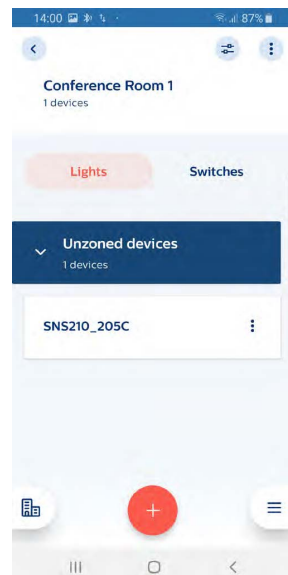 14:00 87%
Conference Room 1
1 devices
Lights Switches
Unzoned devices
1 devices
SNS210_205C